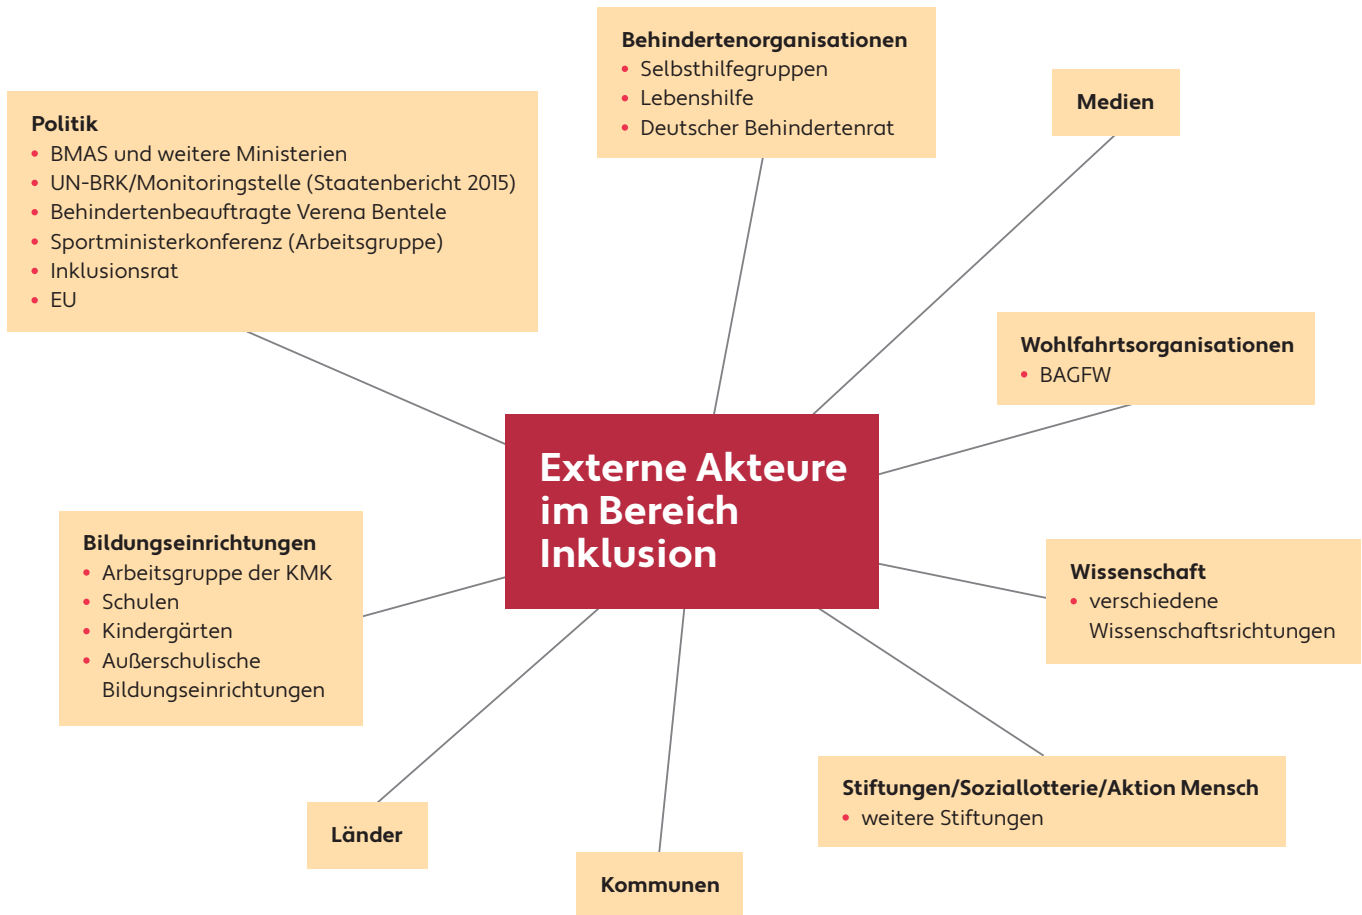 Behindertenorganisationen
• Selbsthilfegruppen
• Lebenshilfe
• Deutscher Behindertenrat
Medien
Politik
• BMAS und weitere Ministerien
• UN-BRK/Monitoringstelle (Staatenbericht 2015)
• Behindertenbeauftragte Verena Bentele
• Sportministerkonferenz (Arbeitsgruppe)
• Inklusionsrat
• EU
Wohlfahrtsorganisationen
• BAGFW
Externe Akteure
im Bereich
Inklusion
Bildungseinrichtungen
• Arbeitsgruppe der KMK
• Schulen
• Kindergärten
• Außerschulische
Bildungseinrichtungen
Wissenschaft
• verschiedene
Wissenschaftsrichtungen
Stiftungen/Soziallotterie/Aktion Mensch
• weitere Stiftungen
Länder
Kommunen